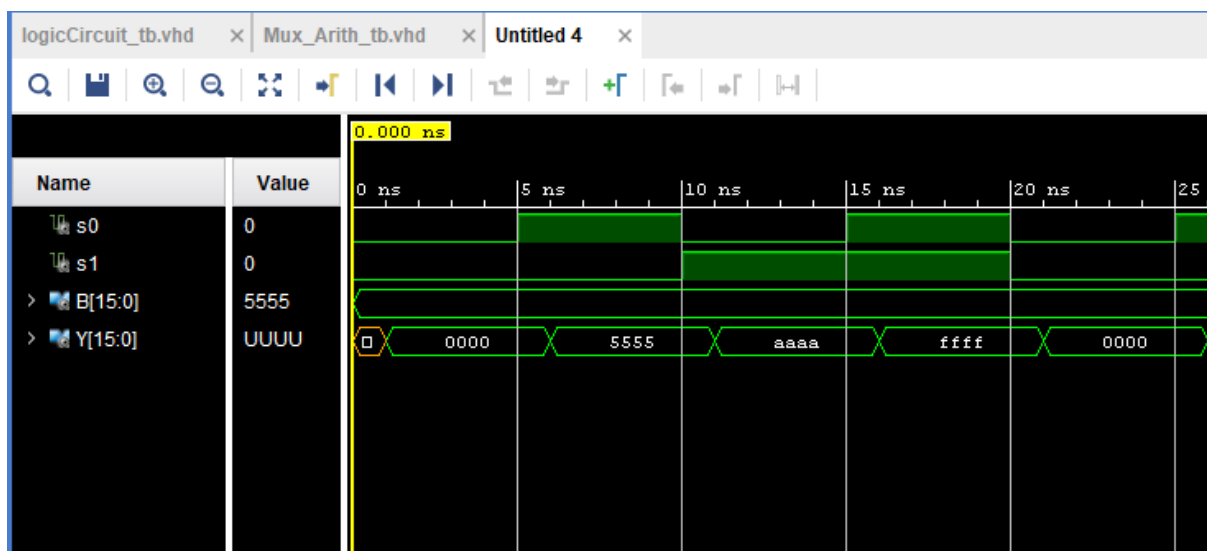 logicCircuit_tb.vhd × Mux_Arith_tb.vhd × Untitled 4 ×
0.000 ns
Name Value 0 ns 5 ns 10 ns 15 ns 20 ns 25
s0 0
s1 0
> B[15:0] 5555
> Y[15:0] UUUU 0000 5555 aaaa ffff 0000